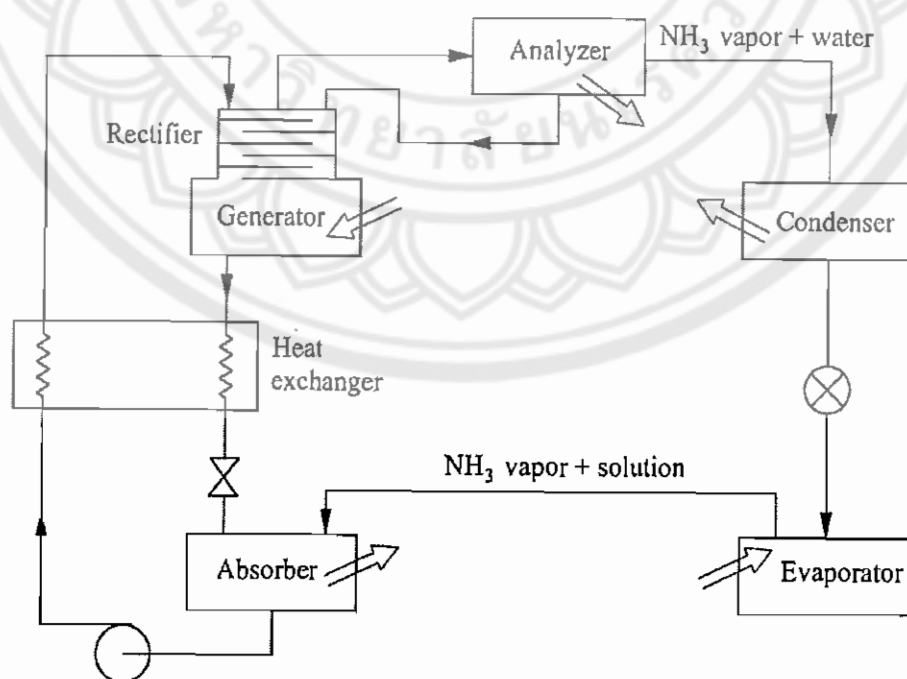 Analyzer
NH₃ vapor + water
Rectifier
Generator
Condenser
Heat
exchanger
NH₃ vapor + solution
Absorber
Evaporator